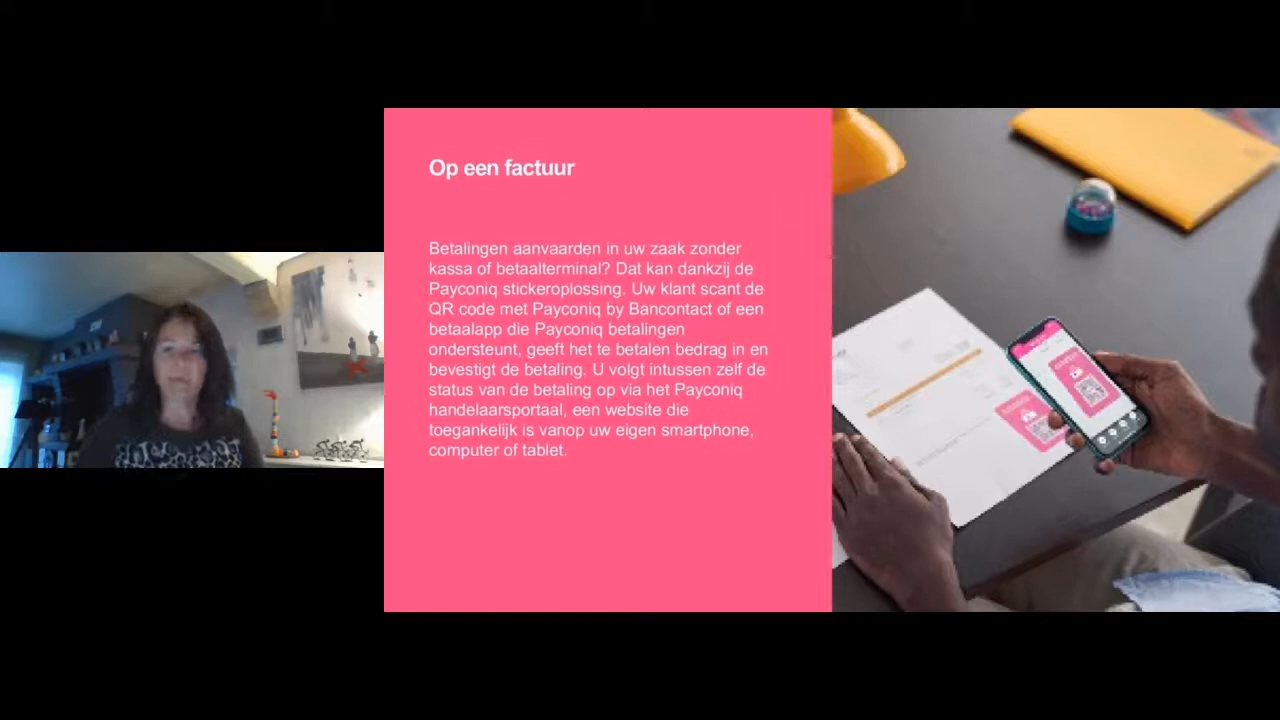 Op een factuur
Betalingen aanvaarden in uw zaak zonder
kassa of betaalterminal? Dat kan dankzij de
Payconiq stickeroplossing. Uw klant scant de
QR code met Payconiq by Bancontact of een
betaalapp die Payconiq betalingen
ondersteunt, geeft het te betalen bedrag in en
bevestigt de betaling. U volgt intussen zelf de
status van de betaling op via het Payconiq
handelaarsportaal, een website die
toegankelijk is vanop uw eigen smartphone,
computer of tablet.